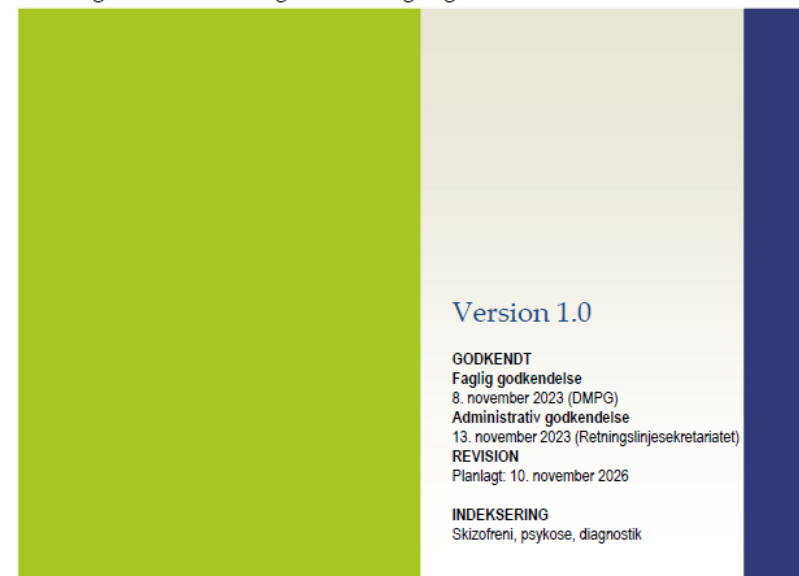 Version 1.0
GODKENDT
Faglig godkendelse
8. november 2023 (DMPG)
Administrativ godkendelse
13. november 2023 (Retningslinjesekretariatet)
REVISION
Planlagt: 10. november 2026
INDEKSERING
Skizofreni, psykose, diagnostik